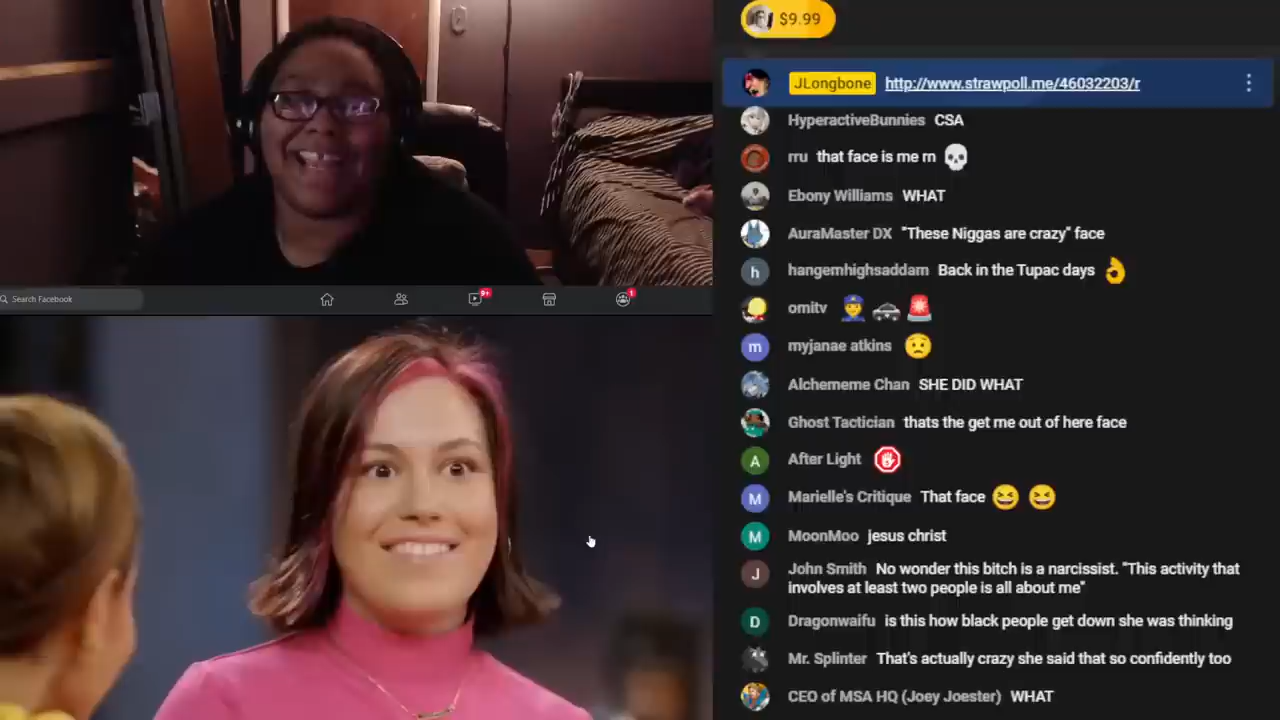 $9.99
JLongbone http://www.strawpoll.me/46032203/r
HyperactiveBunnies CSA
rru that face is me rn 💀
Ebony Williams WHAT
AuraMaster DX "These Niggas are crazy" face
h hangemhighsaddam Back in the Tupac days 👌
omitv 👮 🚓 🚨
m myjanae atkins 😟
Alchememe Chan SHE DID WHAT
Ghost Tactician thats the get me out of here face
A After Light
M Marielle's Critique That face 😆 😆
M MoonMoo jesus christ
J John Smith No wonder this bitch is a narcissist. "This activity that
involves at least two people is all about me"
D Dragonwaifu is this how black people get down she was thinking
Mr. Splinter That's actually crazy she said that so confidently too
CEO of MSA HQ (Joey Joester) WHAT
Search Facebook
9+
1